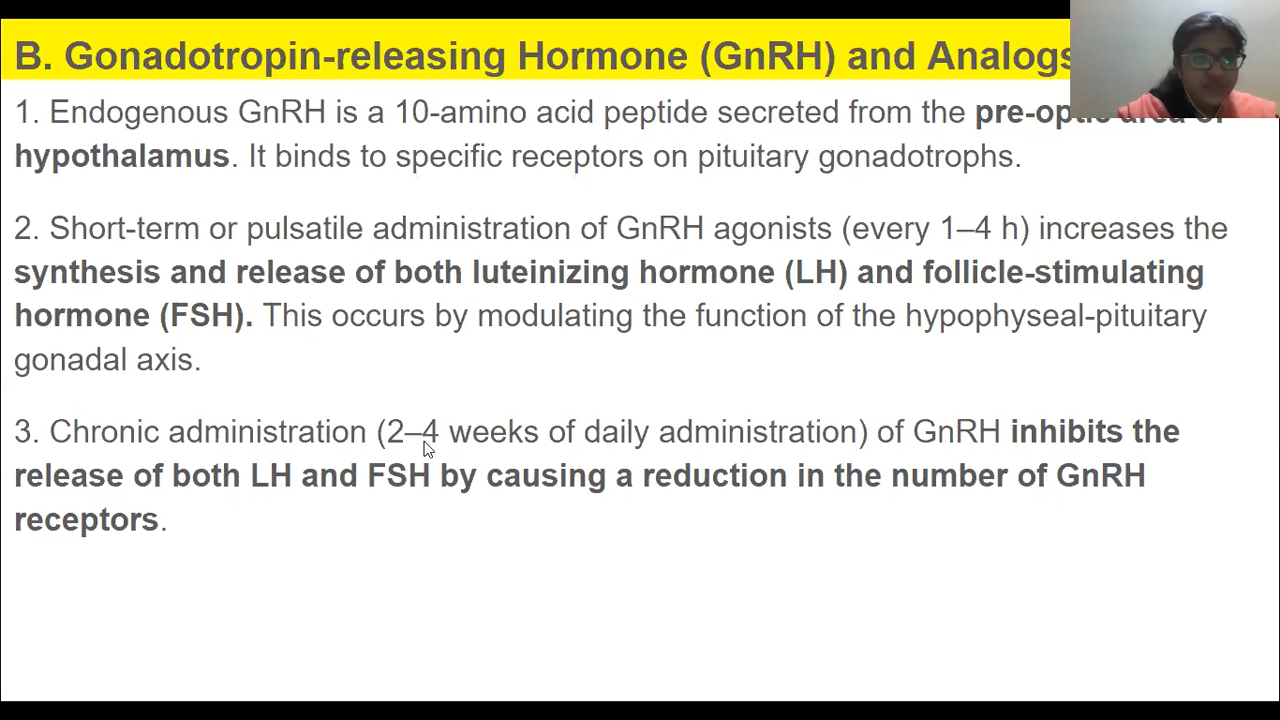 B. Gonadotropin-releasing Hormone (GnRH) and Analogs
1. Endogenous GnRH is a 10-amino acid peptide secreted from the pre-optic area of
hypothalamus. It binds to specific receptors on pituitary gonadotrophs.
2. Short-term or pulsatile administration of GnRH agonists (every 1–4 h) increases the
synthesis and release of both luteinizing hormone (LH) and follicle-stimulating
hormone (FSH). This occurs by modulating the function of the hypophyseal-pituitary
gonadal axis.
3. Chronic administration (2–4 weeks of daily administration) of GnRH inhibits the
release of both LH and FSH by causing a reduction in the number of GnRH
receptors.